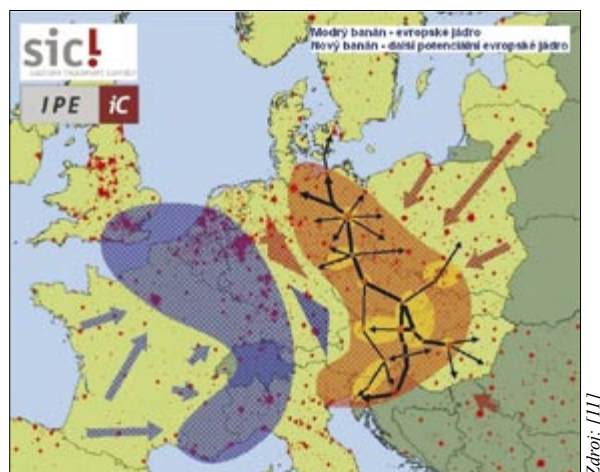 sic!
IPE iC
Modrý banán - evropské jádro
Nový banán - další potenciální evropské jádro
Zdroj: [11]